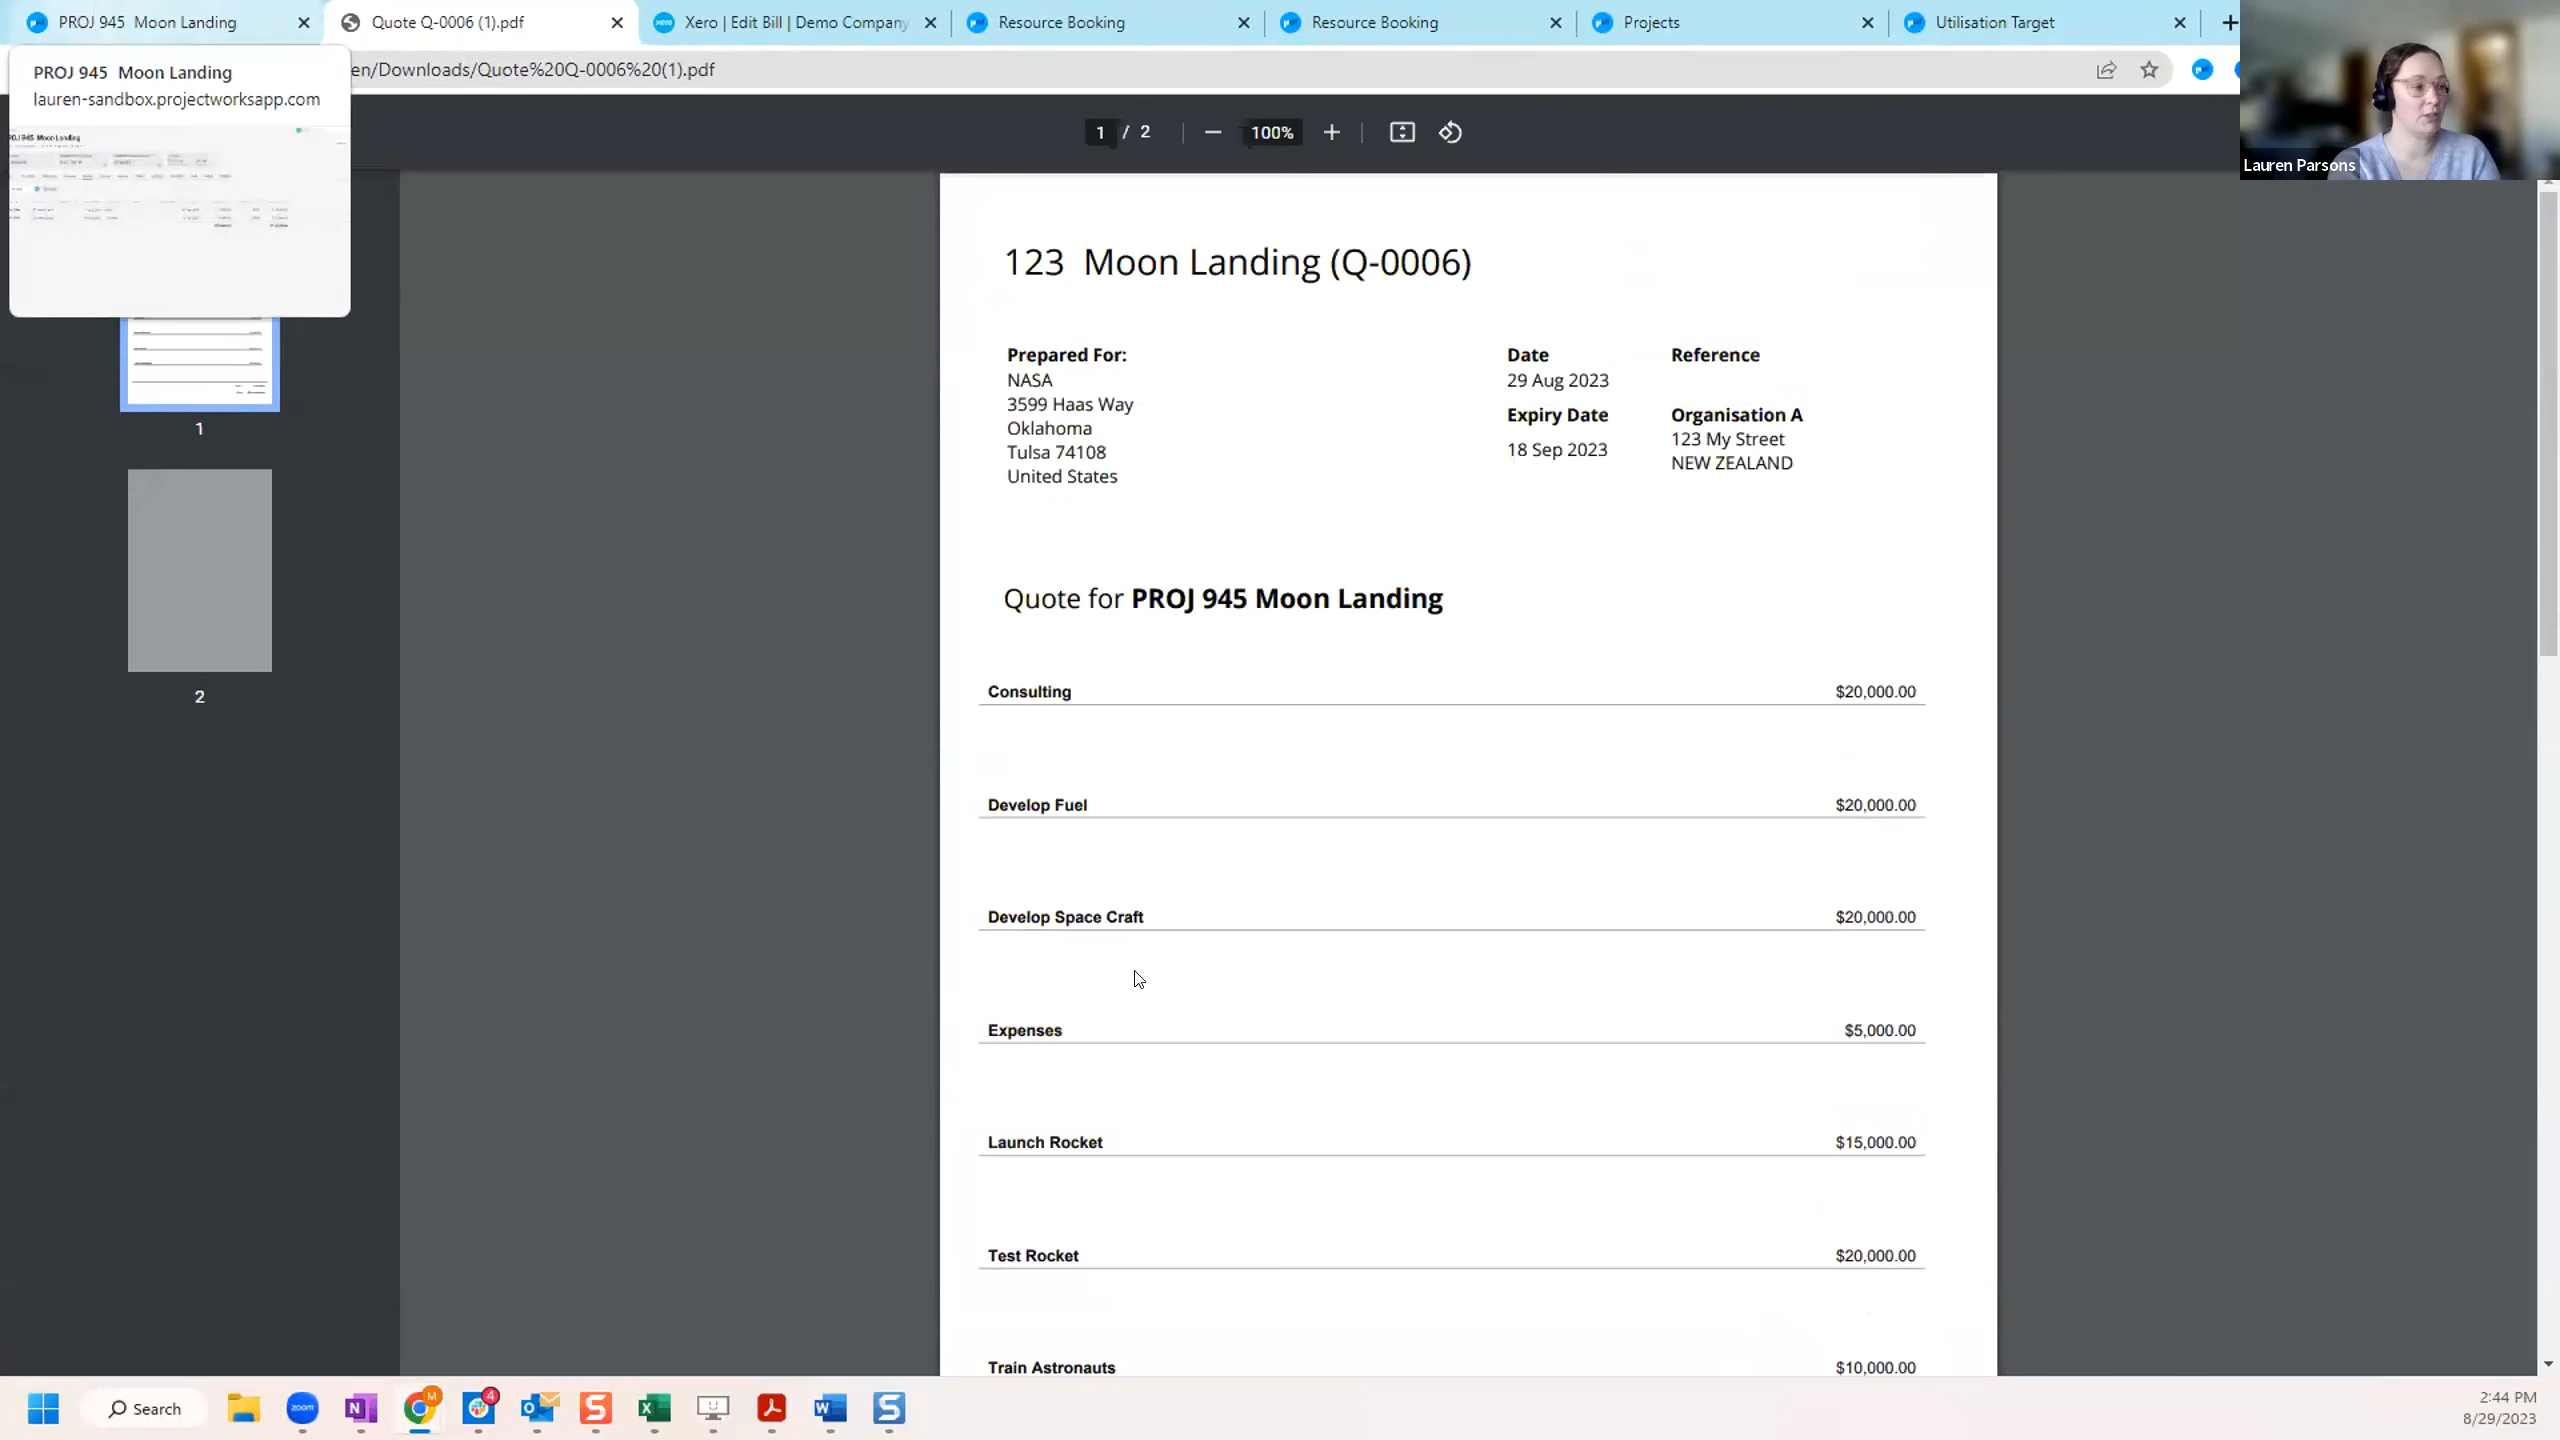 PROJ 945 Moon Landing
Quote Q-0006 (1).pdf
Xero | Edit Bill | Demo Company
Resource Booking
Resource Booking
Projects
Utilisation Target
PROJ 945 Moon Landing
lauren-sandbox.projectworksapp.com
en/Downloads/Quote%20Q-0006%20(1).pdf
Lauren Parsons
1 / 2
100%
PROJ 945 Moon Landing
1
2
123 Moon Landing (Q-0006)
Prepared For:
NASA
3599 Haas Way
Oklahoma
Tulsa 74108
United States
Date
29 Aug 2023
Expiry Date
18 Sep 2023
Reference
Organisation A
123 My Street
NEW ZEALAND
Quote for PROJ 945 Moon Landing
Consulting $20,000.00
Develop Fuel $20,000.00
Develop Space Craft $20,000.00
Expenses $5,000.00
Launch Rocket $15,000.00
Test Rocket $20,000.00
Train Astronauts $10,000.00
Search
zoom
N
M
4
O
S
X
W
S
2:44 PM
8/29/2023